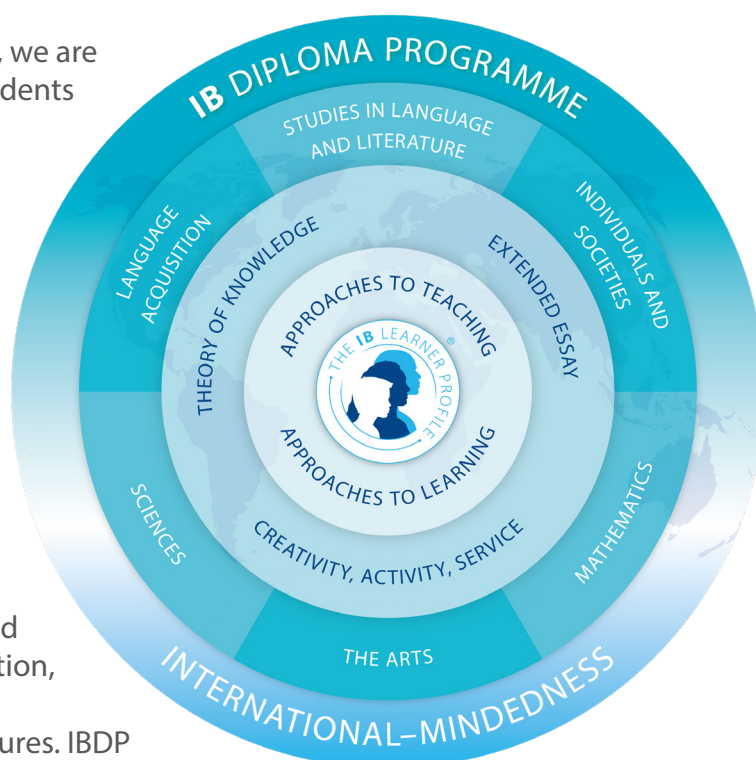 , we are
dents
IB DIPLOMA PROGRAMME
STUDIES IN LANGUAGE
AND LITERATURE
INDIVIDUALS AND
SOCIETIES
MATHEMATICS
THE ARTS
SCIENCES
LANGUAGE
ACQUISITION
THEORY OF KNOWLEDGE
EXTENDED ESSAY
CREATIVITY, ACTIVITY, SERVICE
APPROACHES TO TEACHING
APPROACHES TO LEARNING
THE IB LEARNER PROFILE®
INTERNATIONAL–MINDEDNESS
d
tion,
ures. IBDP